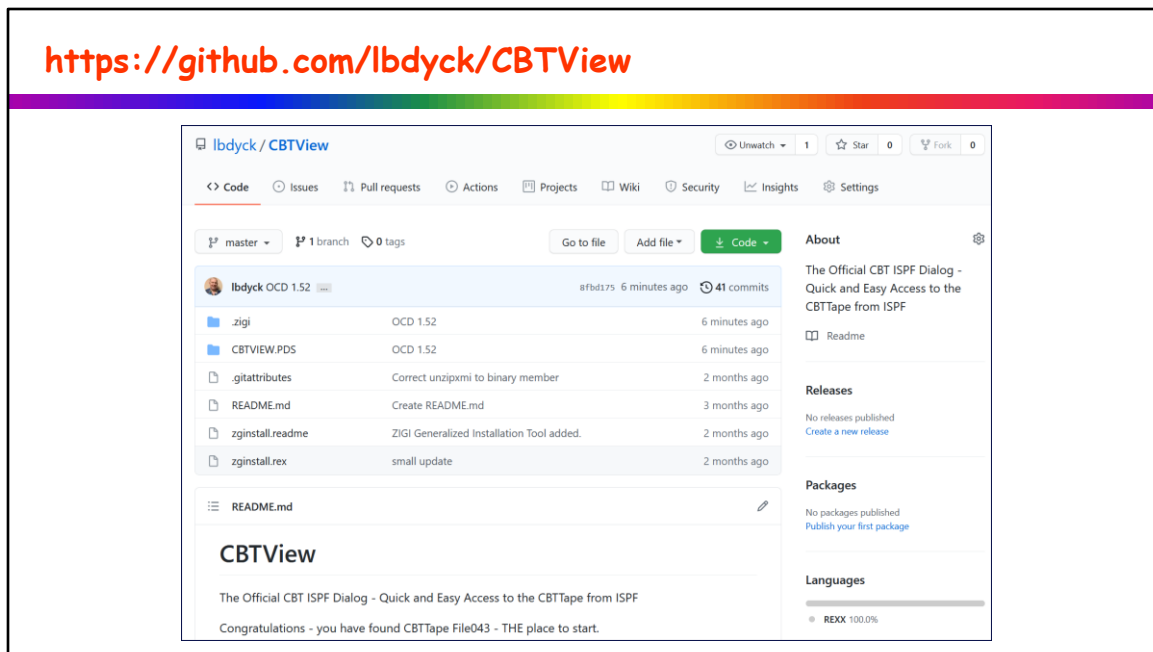 https://github.com/lbdyck/CBTView
lbdyck / CBTView
Unwatch 1 Star 0 Fork 0
Code Issues Pull requests Actions Projects Wiki Security Insights Settings
master 1 branch 0 tags Go to file Add file Code
lbdyck OCD 1.52 ... 8fbd175 6 minutes ago 41 commits
.zigi OCD 1.52 6 minutes ago
CBTVIEW.PDS OCD 1.52 6 minutes ago
.gitattributes Correct unzipxmi to binary member 2 months ago
README.md Create README.md 3 months ago
zginstall.readme ZIGI Generalized Installation Tool added. 2 months ago
zginstall.rex small update 2 months ago
README.md
CBTView
The Official CBT ISPF Dialog - Quick and Easy Access to the CBTTape from ISPF
Congratulations - you have found CBTTape File043 - THE place to start.
About
The Official CBT ISPF Dialog -
Quick and Easy Access to the
CBTTape from ISPF
Readme
Releases
No releases published
Create a new release
Packages
No packages published
Publish your first package
Languages
REXX 100.0%